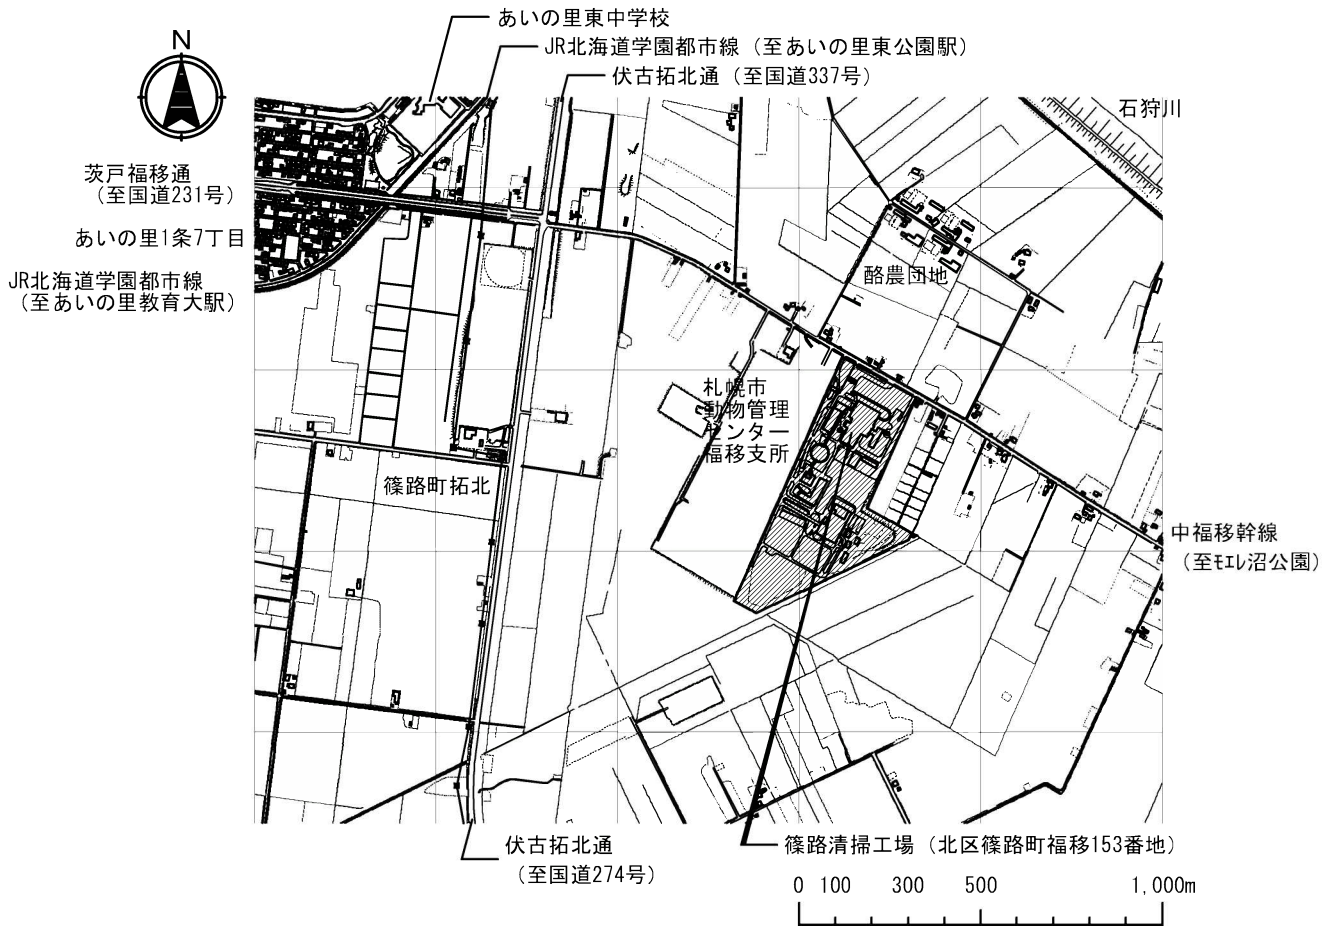 あいの里東中学校
N
JR北海道学園都市線（至あいの里東公園駅）
伏古拓北通（至国道337号）
石狩川
茨戸福移通
（至国道231号）
あいの里1条7丁目
JR北海道学園都市線
（至あいの里教育大駅）
酪農団地
札幌市
動物管理
センター
福移支所
篠路町拓北
中福移幹線
（至ﾓｴﾚ沼公園）
伏古拓北通
（至国道274号）
篠路清掃工場（北区篠路町福移153番地）
0 100 300 500 1,000m